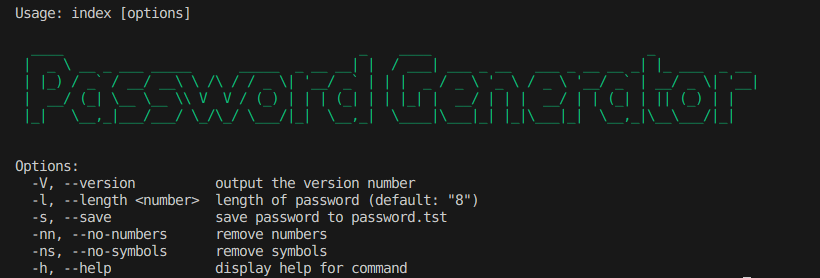 Usage: index [options]
Password Generator
Options:
-V, --version output the version number
-l, --length <number> length of password (default: "8")
-s, --save save password to password.tst
-nn, --no-numbers remove numbers
-ns, --no-symbols remove symbols
-h, --help display help for command